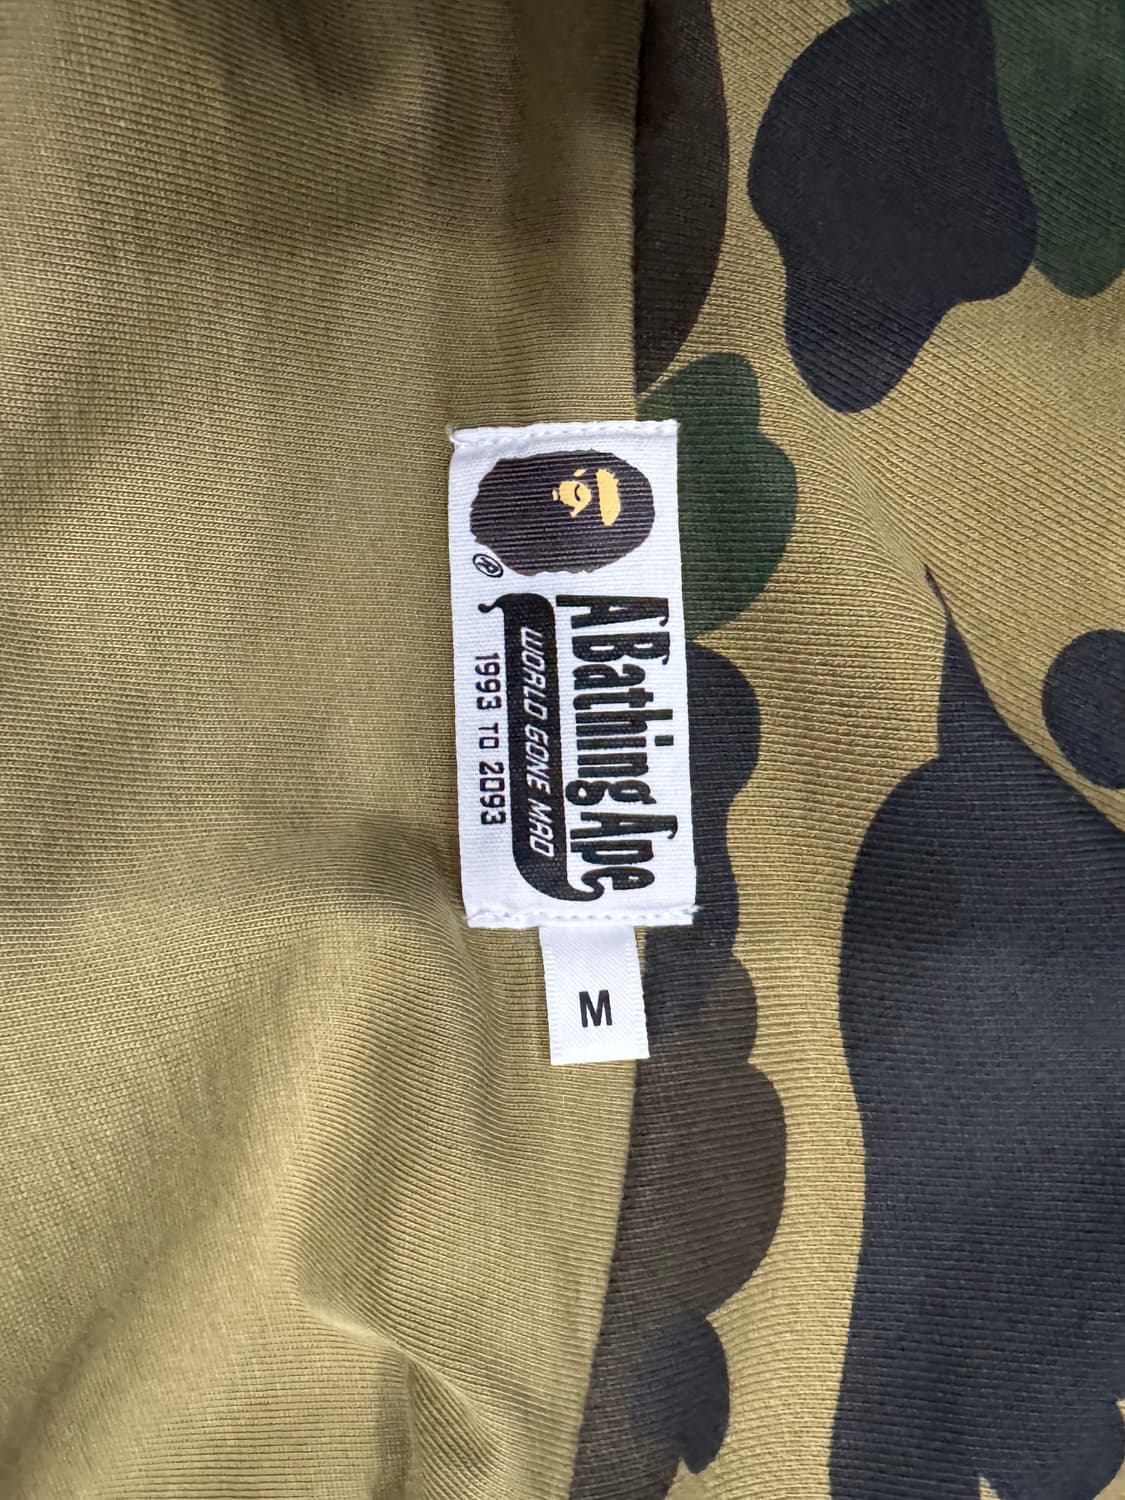 ®
A Bathing Ape
WORLD GONE MAD
1993 TO 2093
M